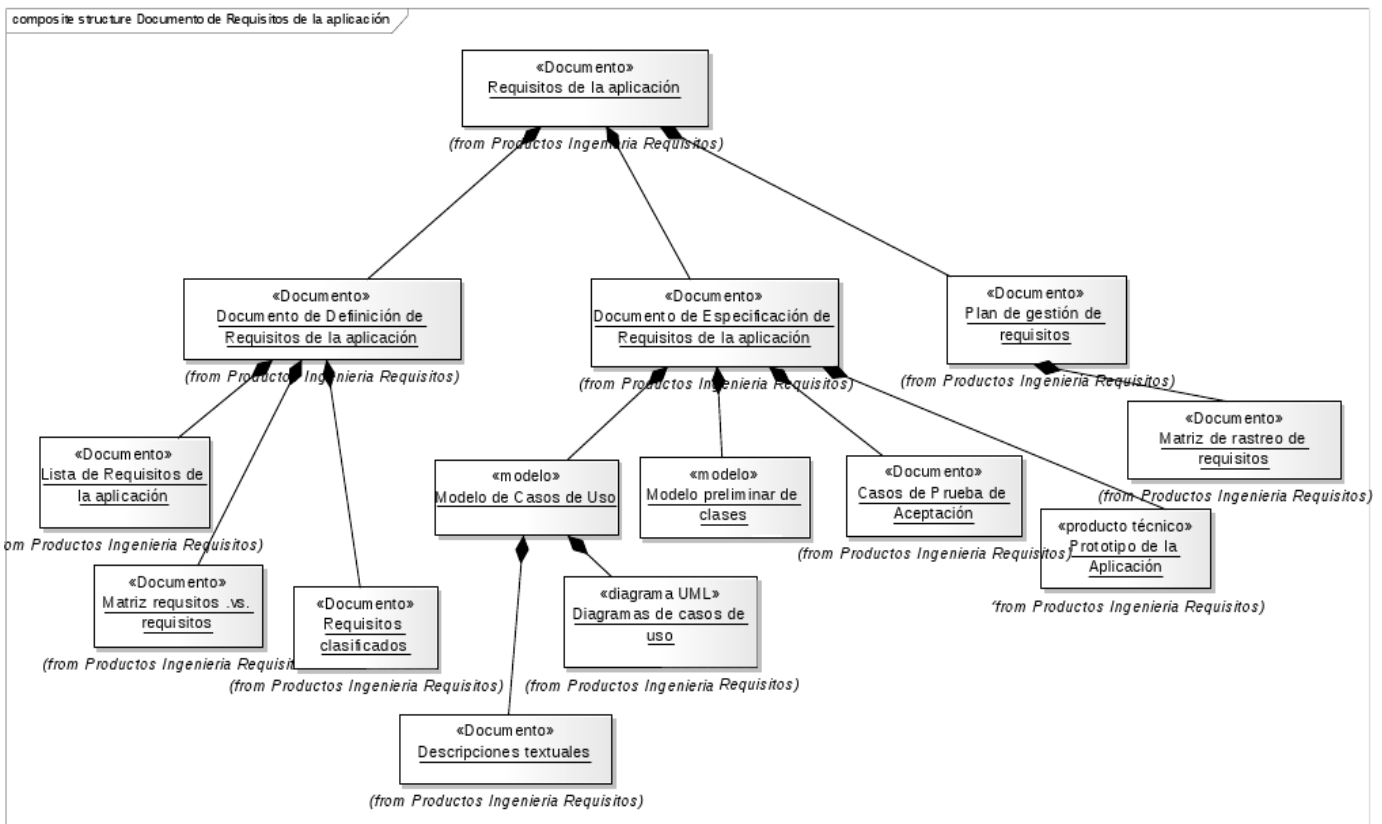 composite structure Documento de Requisitos de la aplicación
«Documento»
Requisitos de la aplicación
(from Productos Ingenieria Requisitos)
«Documento»
Documento de Defiinición de
Requisitos de la aplicación
(from Productos Ingenieria Requisitos)
«Documento»
Documento de Especificación de
Requisitos de la aplicación
(from Productos Ingenieria Requisitos)
«Documento»
Plan de gestión de
requisitos
(from Productos Ingenieria Requisitos)
«Documento»
Lista de Requisitos de
la aplicación
om Productos Ingenieria Requisitos)
«Documento»
Matriz requsitos .vs.
requisitos
(from Productos Ingenieria Requisit
«Documento»
Requisitos
clasificados
(from Productos Ingenieria Requisitos)
«modelo»
Modelo de Casos de Uso
«modelo»
Modelo preliminar de
clases
«Documento»
Casos de Prueba de
Aceptación
(from Productos Ingenieria Requisitos)
«Documento»
Matriz de rastreo de
requisitos
(from Productos Ingenieria Requisitos)
«producto técnico»
Prototipo de la
Aplicación
(from Productos Ingenieria Requisitos)
«diagrama UML»
Diagramas de casos de
uso
(from Productos Ingenieria Requisitos)
«Documento»
Descripciones textuales
(from Productos Ingenieria Requisitos)